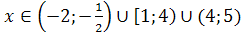 x ∈ (−2; −1/2) ∪ [1; 4) ∪ (4; 5)